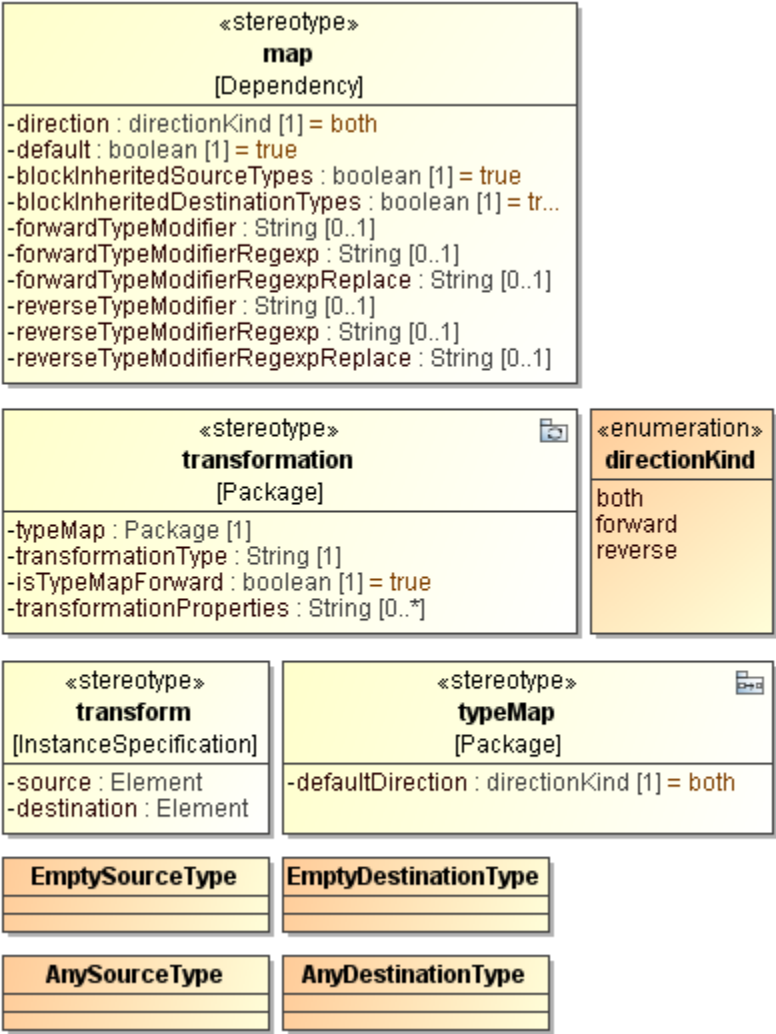 «stereotype»
map
[Dependency]
-direction : directionKind [1] = both
-default : boolean [1] = true
-blockInheritedSourceTypes : boolean [1] = true
-blockInheritedDestinationTypes : boolean [1] = tr...
-forwardTypeModifier : String [0..1]
-forwardTypeModifierRegexp : String [0..1]
-forwardTypeModifierRegexpReplace : String [0..1]
-reverseTypeModifier : String [0..1]
-reverseTypeModifierRegexp : String [0..1]
-reverseTypeModifierRegexpReplace : String [0..1]
«stereotype»
transformation
[Package]
-typeMap : Package [1]
-transformationType : String [1]
-isTypeMapForward : boolean [1] = true
-transformationProperties : String [0..*]
«enumeration»
directionKind
both
forward
reverse
«stereotype»
transform
[InstanceSpecification]
-source : Element
-destination : Element
«stereotype»
typeMap
[Package]
-defaultDirection : directionKind [1] = both
EmptySourceType
EmptyDestinationType
AnySourceType
AnyDestinationType